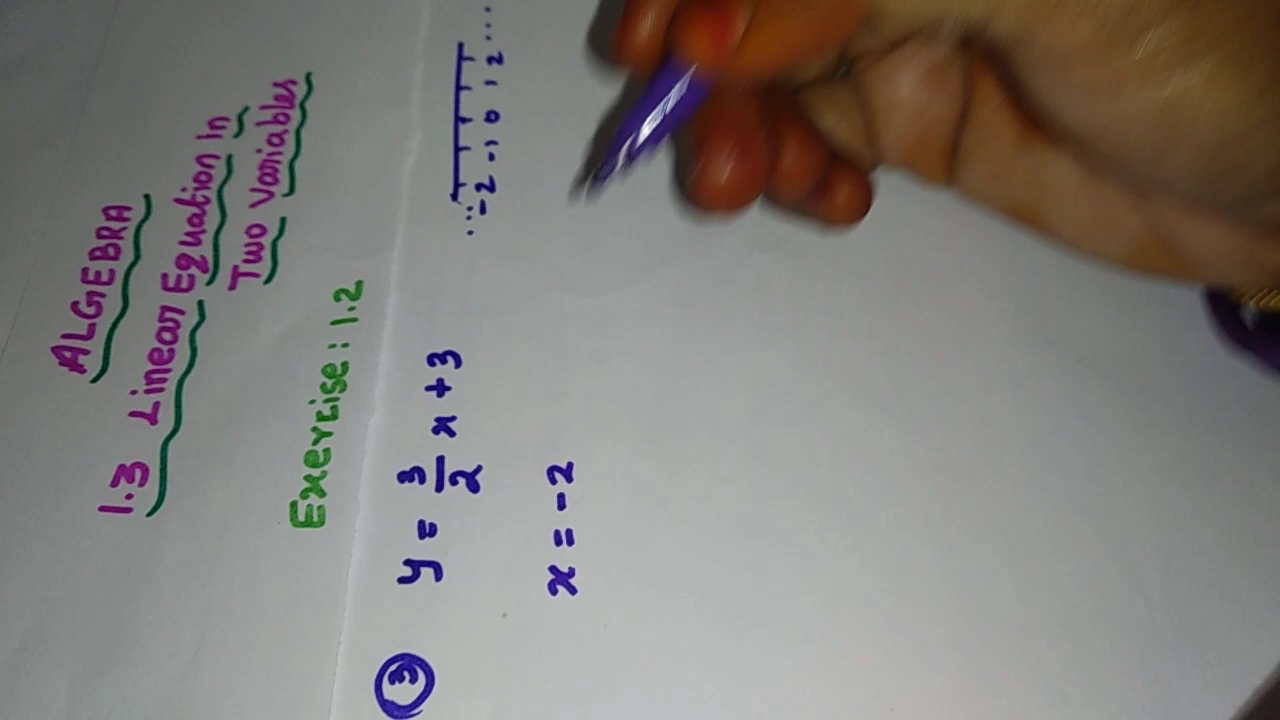 ALGEBRA
1.3 Linear Equation In
Two Variables
Exercise: 1.2
③ y = 3/2 x + 3
... -2 -1 0 1 2 ...
x = -2